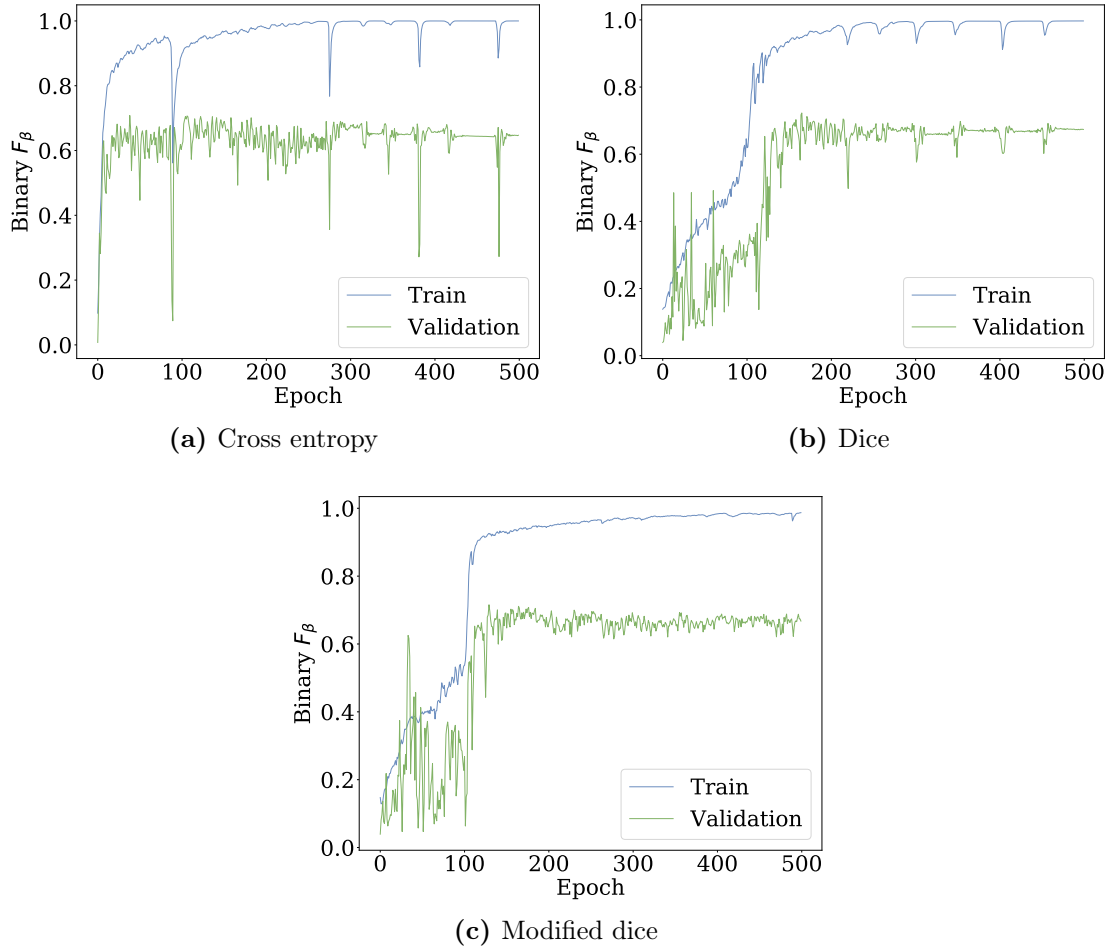 1.0
0.8
0.6
0.4
0.2
0.0
Binary Fβ
Train
Validation
0 100 200 300 400 500
Epoch
(a) Cross entropy
1.0
0.8
0.6
0.4
0.2
0.0
Binary Fβ
Train
Validation
0 100 200 300 400 500
Epoch
(b) Dice
1.0
0.8
0.6
0.4
0.2
0.0
Binary Fβ
Train
Validation
0 100 200 300 400 500
Epoch
(c) Modified dice